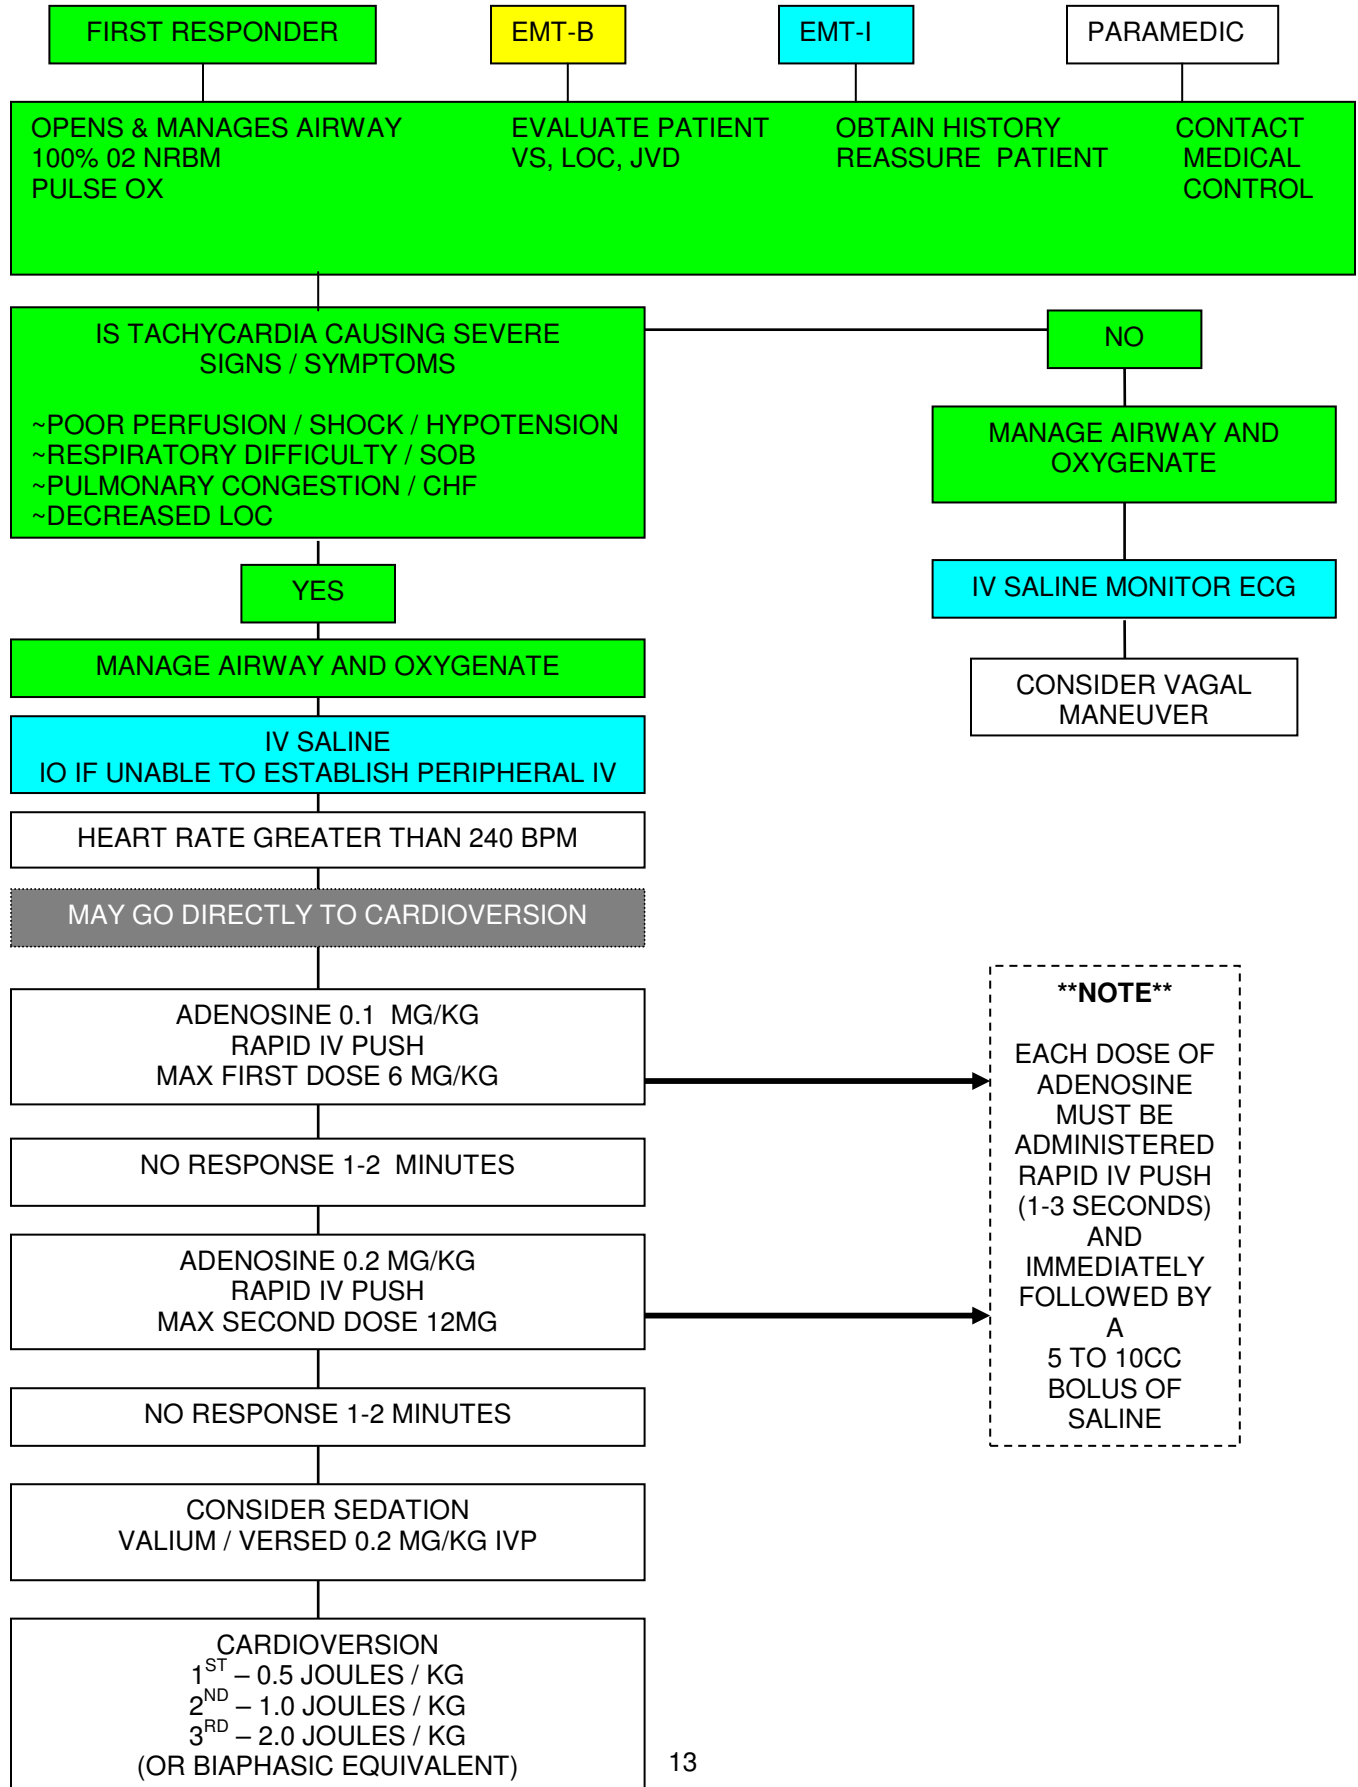 FIRST RESPONDER
EMT-B
EMT-I
PARAMEDIC
OPENS & MANAGES AIRWAY
100% 02 NRBM
PULSE OX
EVALUATE PATIENT
VS, LOC, JVD
OBTAIN HISTORY
REASSURE PATIENT
CONTACT
MEDICAL
CONTROL
IS TACHYCARDIA CAUSING SEVERE
SIGNS / SYMPTOMS
~POOR PERFUSION / SHOCK / HYPOTENSION
~RESPIRATORY DIFFICULTY / SOB
~PULMONARY CONGESTION / CHF
~DECREASED LOC
NO
MANAGE AIRWAY AND
OXYGENATE
IV SALINE MONITOR ECG
CONSIDER VAGAL
MANEUVER
YES
MANAGE AIRWAY AND OXYGENATE
IV SALINE
IO IF UNABLE TO ESTABLISH PERIPHERAL IV
HEART RATE GREATER THAN 240 BPM
MAY GO DIRECTLY TO CARDIOVERSION
ADENOSINE 0.1 MG/KG
RAPID IV PUSH
MAX FIRST DOSE 6 MG/KG
NO RESPONSE 1-2 MINUTES
ADENOSINE 0.2 MG/KG
RAPID IV PUSH
MAX SECOND DOSE 12MG
NO RESPONSE 1-2 MINUTES
CONSIDER SEDATION
VALIUM / VERSED 0.2 MG/KG IVP
CARDIOVERSION
1ST – 0.5 JOULES / KG
2ND – 1.0 JOULES / KG
3RD – 2.0 JOULES / KG
(OR BIAPHASIC EQUIVALENT)
**NOTE**
EACH DOSE OF
ADENOSINE
MUST BE
ADMINISTERED
RAPID IV PUSH
(1-3 SECONDS)
AND
IMMEDIATELY
FOLLOWED BY
A
5 TO 10CC
BOLUS OF
SALINE
13